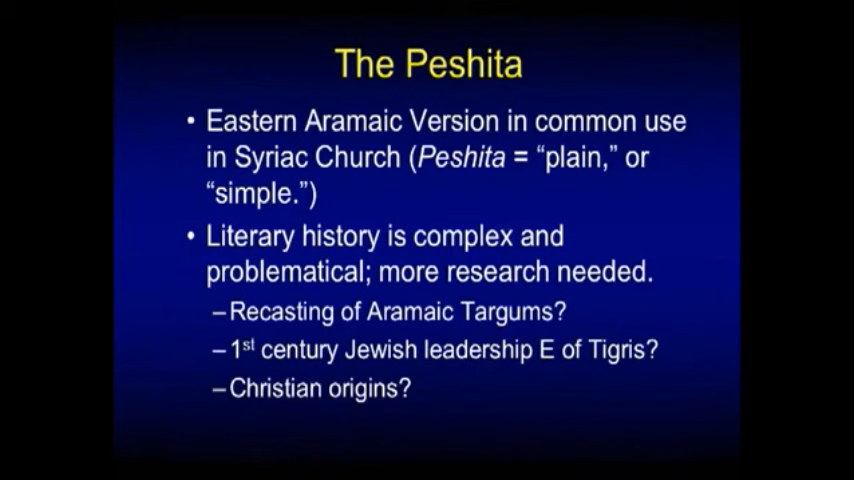 The Peshita
• Eastern Aramaic Version in common use
in Syriac Church (Peshita = “plain,” or
“simple.”)
• Literary history is complex and
problematical; more research needed.
–Recasting of Aramaic Targums?
–1st century Jewish leadership E of Tigris?
–Christian origins?